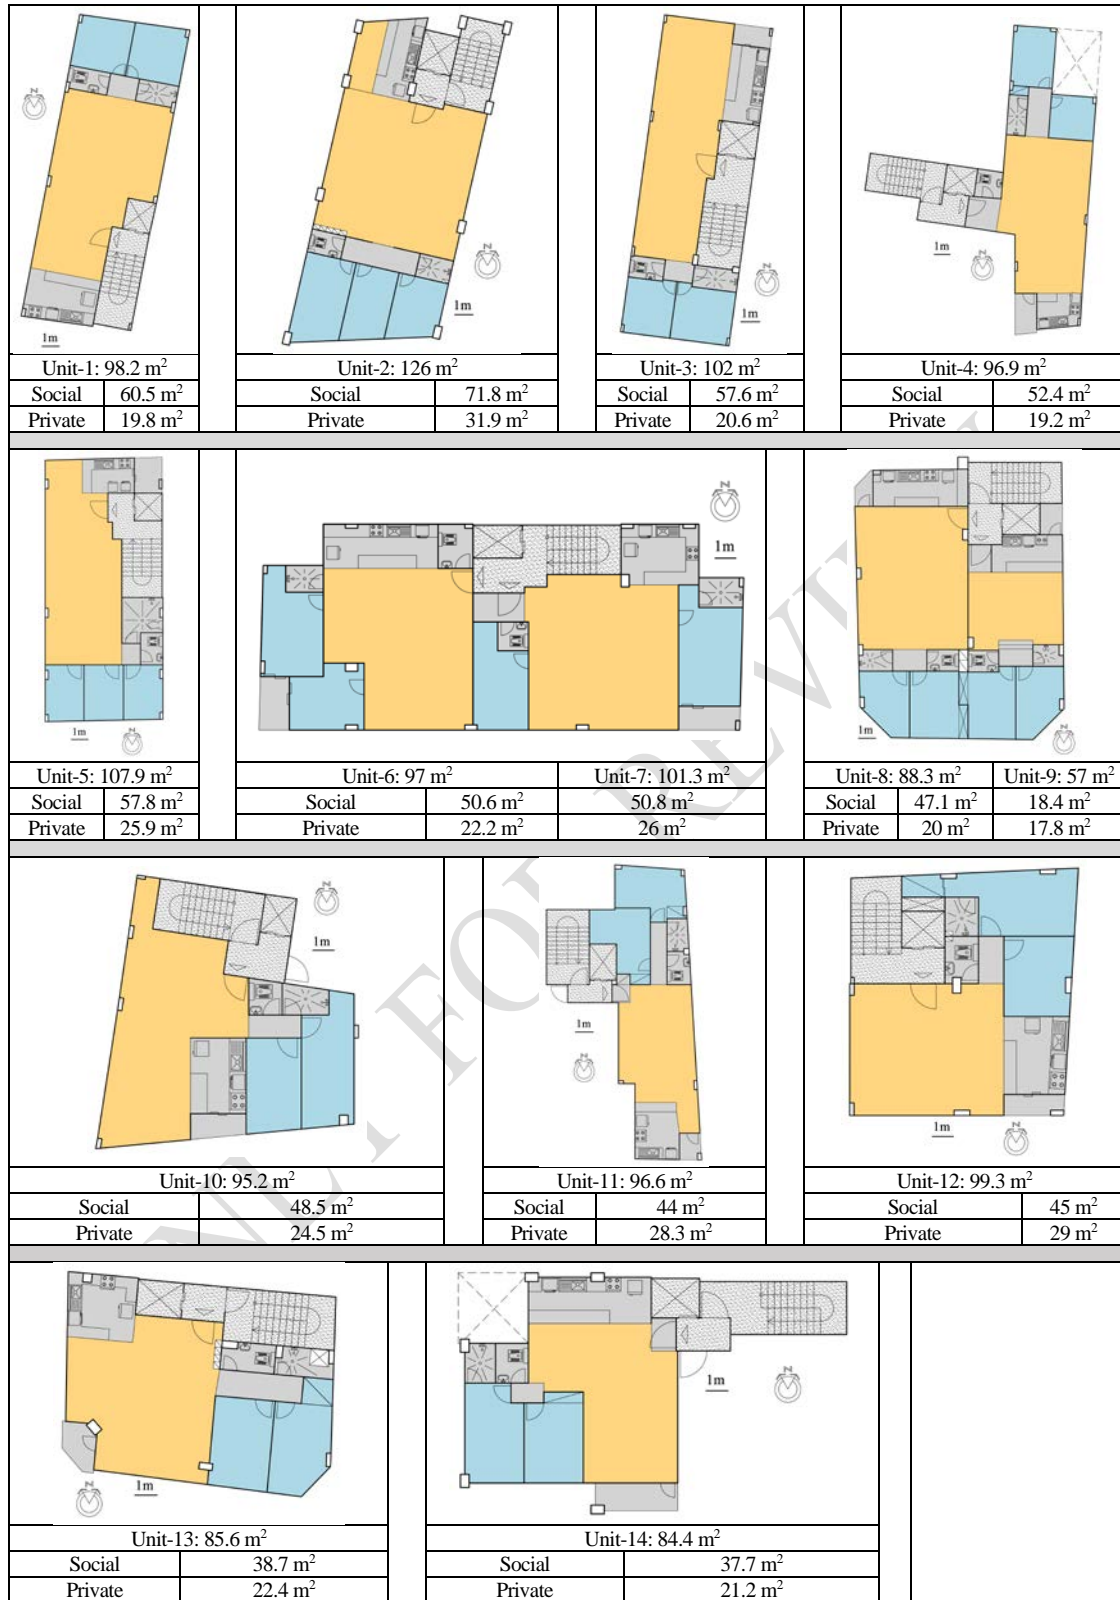 N
1m
N
1m
N
1m
N
1m
Unit-1: 98.2 m²
Unit-2: 126 m²
Unit-3: 102 m²
Unit-4: 96.9 m²
Social 60.5 m²
Social 71.8 m²
Social 57.6 m²
Social 52.4 m²
Private 19.8 m²
Private 31.9 m²
Private 20.6 m²
Private 19.2 m²
1m
N
N
1m
1m
N
Unit-5: 107.9 m²
Unit-6: 97 m²
Unit-7: 101.3 m²
Unit-8: 88.3 m²
Unit-9: 57 m²
Social 57.8 m²
Social 50.6 m² 50.8 m²
Social 47.1 m² 18.4 m²
Private 25.9 m²
Private 22.2 m² 26 m²
Private 20 m² 17.8 m²
N
1m
1m
N
1m
N
Unit-10: 95.2 m²
Unit-11: 96.6 m²
Unit-12: 99.3 m²
Social 48.5 m²
Social 44 m²
Social 45 m²
Private 24.5 m²
Private 28.3 m²
Private 29 m²
N
1m
1m
N
Unit-13: 85.6 m²
Unit-14: 84.4 m²
Social 38.7 m²
Social 37.7 m²
Private 22.4 m²
Private 21.2 m²